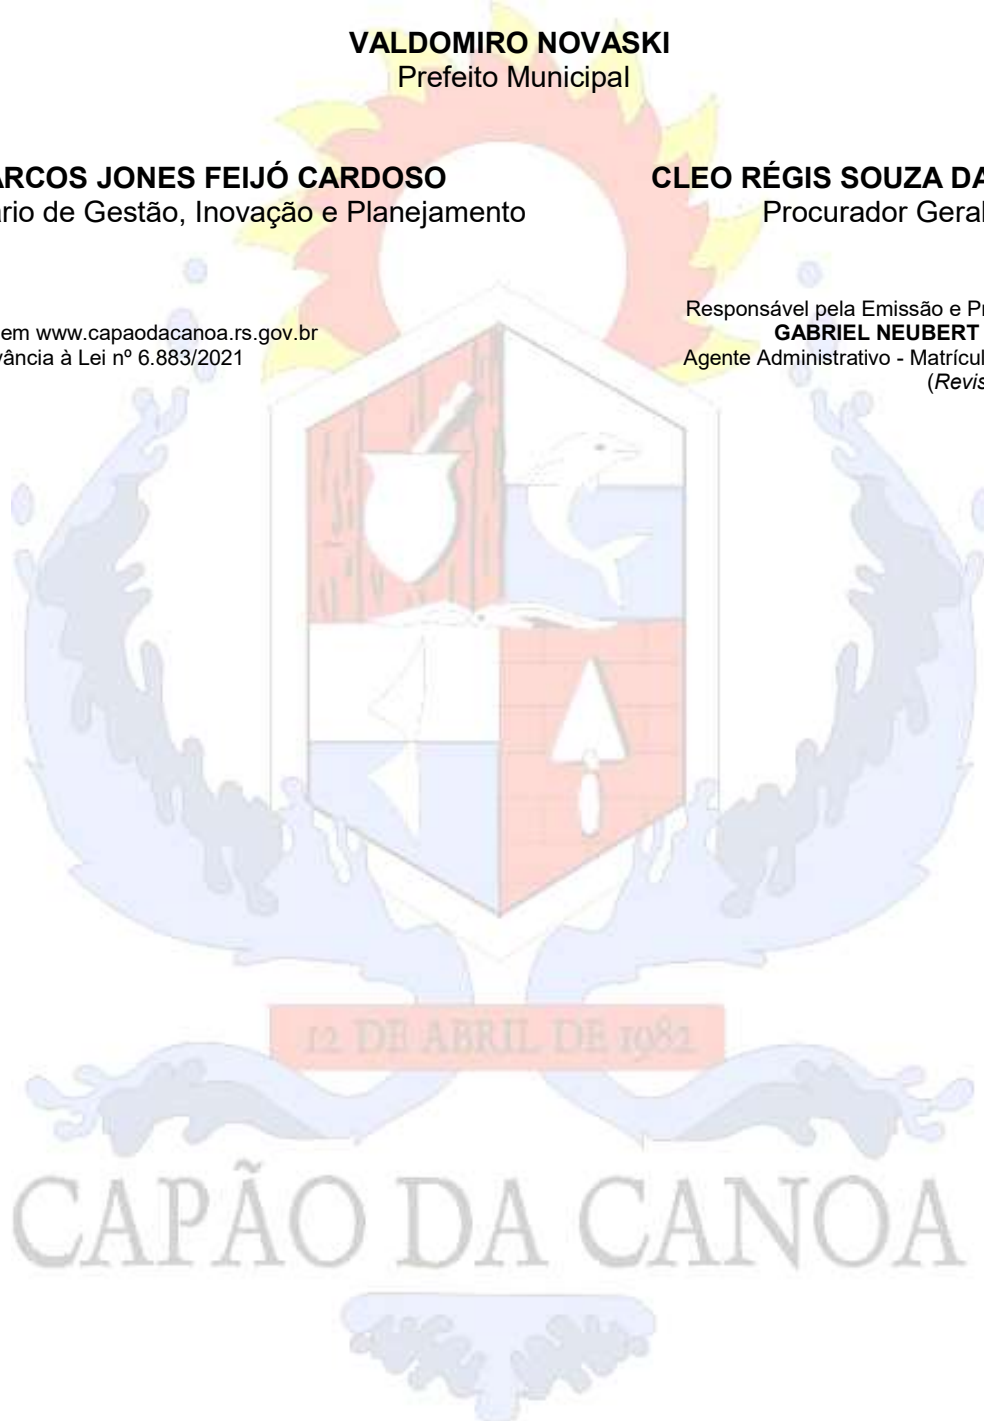 VALDOMIRO NOVASKI
Prefeito Municipal
ARCOS JONES FEIJÓ CARDOSO
CLEO RÉGIS SOUZA DA
ário de Gestão, Inovação e Planejamento
Procurador Geral
Responsável pela Emissão e Pr
em www.capaodacanoa.rs.gov.br
GABRIEL NEUBERT
vância à Lei nº 6.883/2021
Agente Administrativo - Matrícul
(Revis
12 DE ABRIL DE 1982
CAPÃO DA CANOA